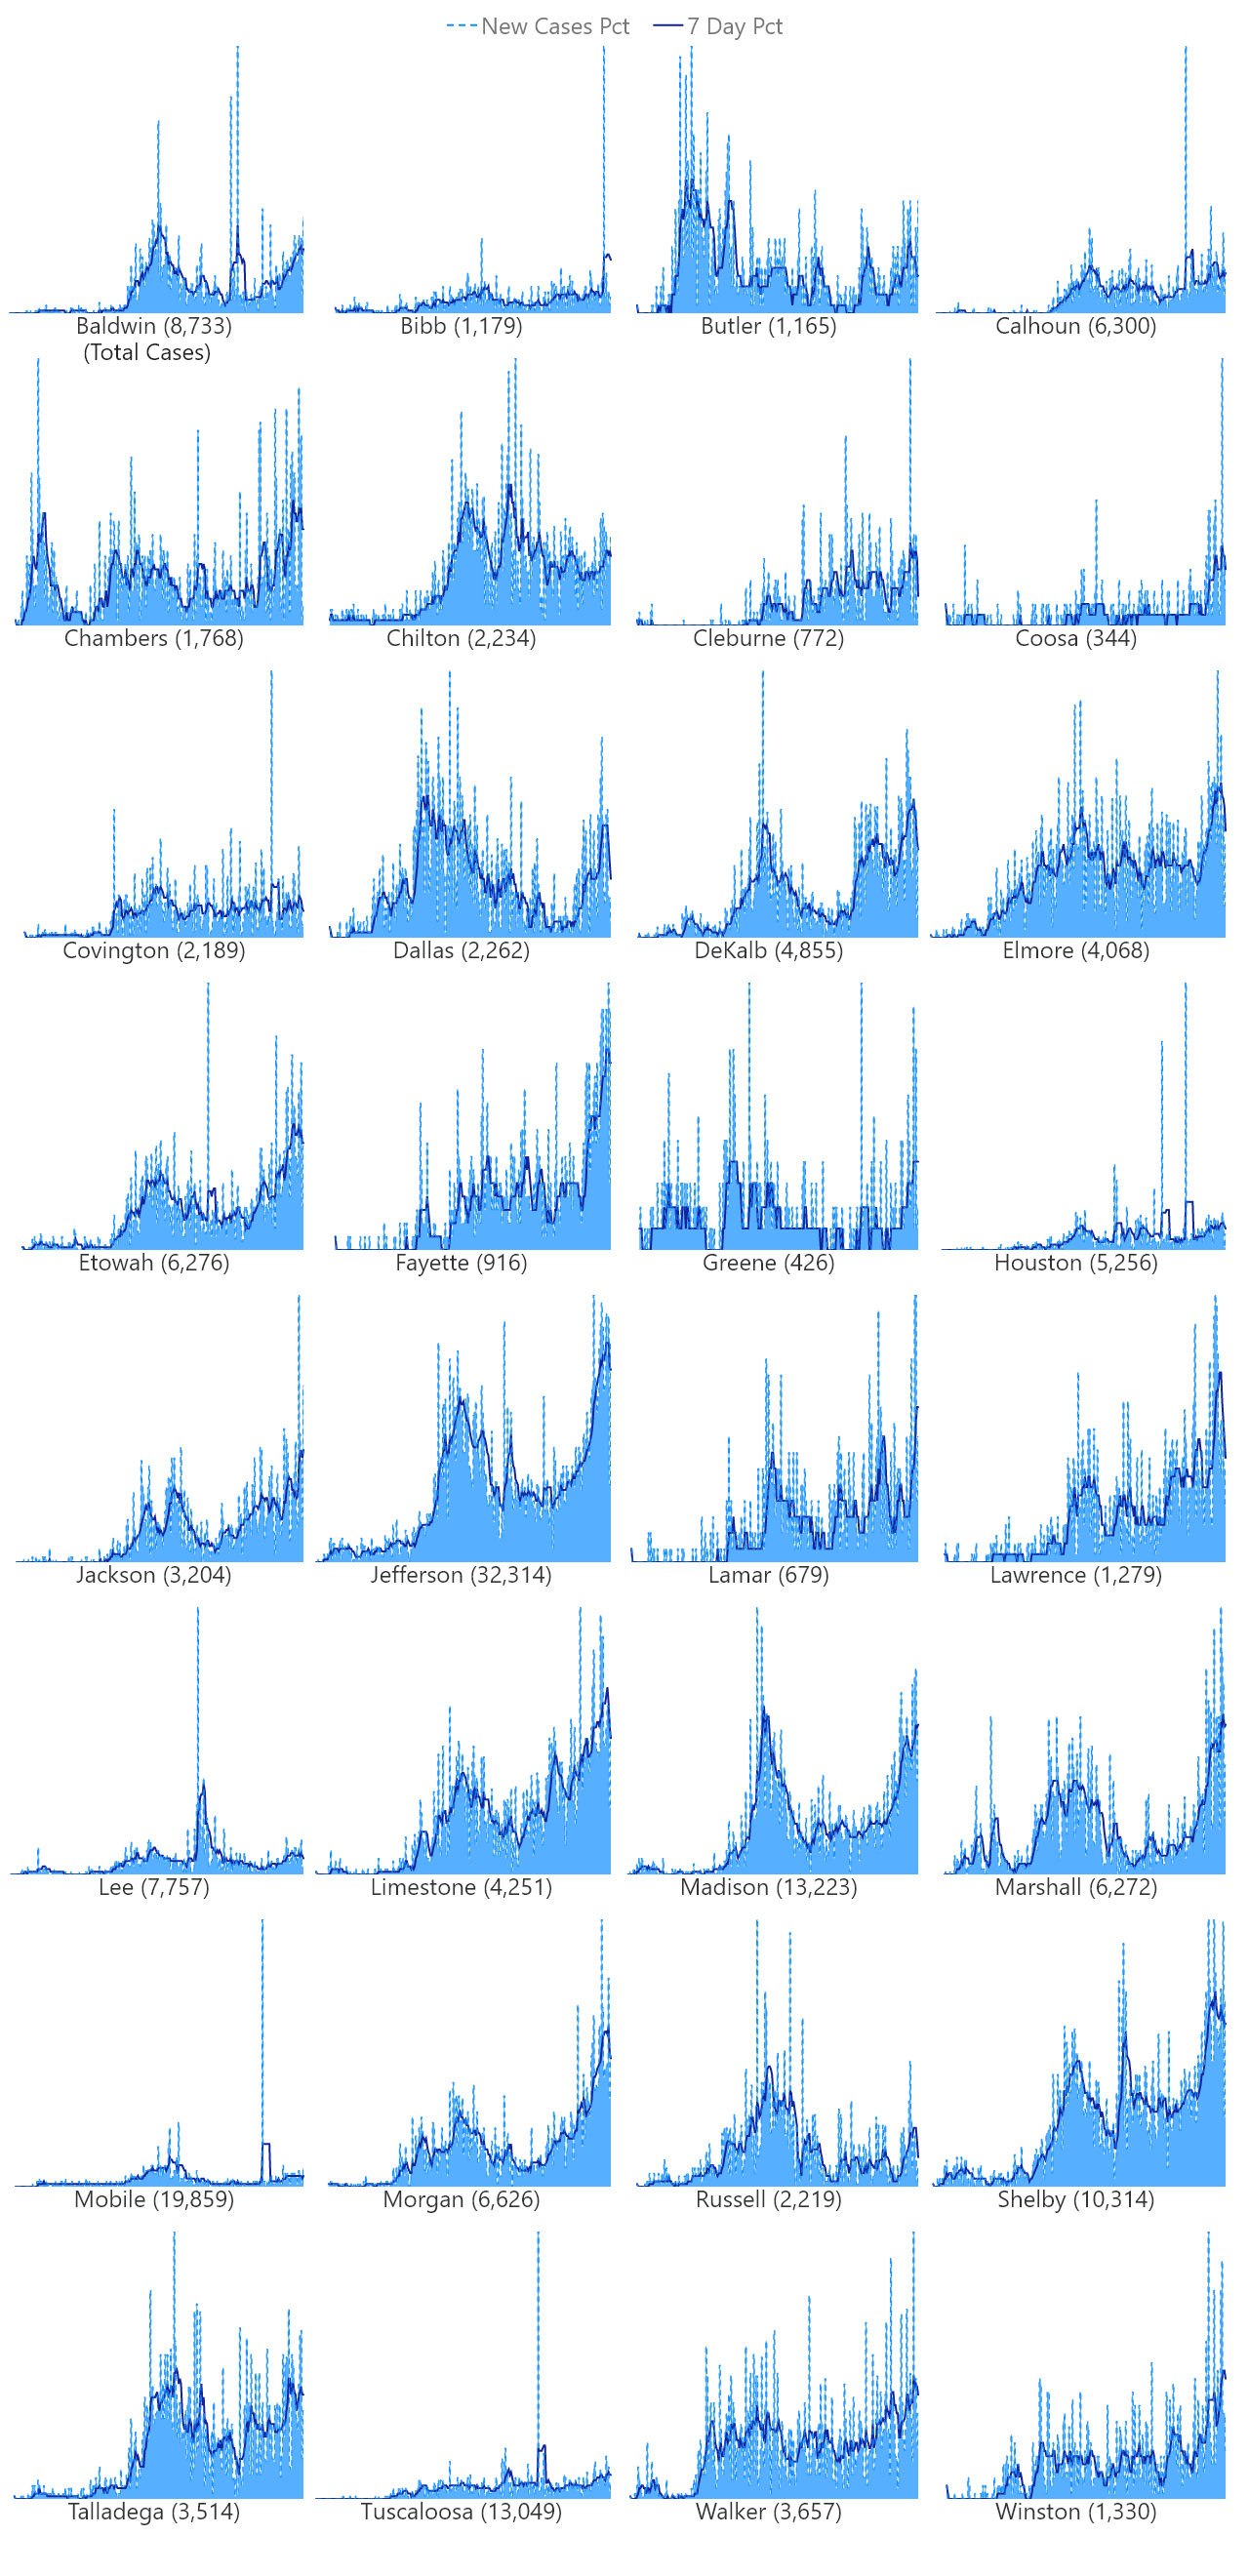 New Cases Pct 7 Day Pct
Baldwin (8,733) Bibb (1,179) Butler (1,165) Calhoun (6,300)
(Total Cases)
Chambers (1,768) Chilton (2,234) Cleburne (772) Coosa (344)
Covington (2,189) Dallas (2,262) DeKalb (4,855) Elmore (4,068)
Etowah (6,276) Fayette (916) Greene (426) Houston (5,256)
Jackson (3,204) Jefferson (32,314) Lamar (679) Lawrence (1,279)
Lee (7,757) Limestone (4,251) Madison (13,223) Marshall (6,272)
Mobile (19,859) Morgan (6,626) Russell (2,219) Shelby (10,314)
Talladega (3,514) Tuscaloosa (13,049) Walker (3,657) Winston (1,330)